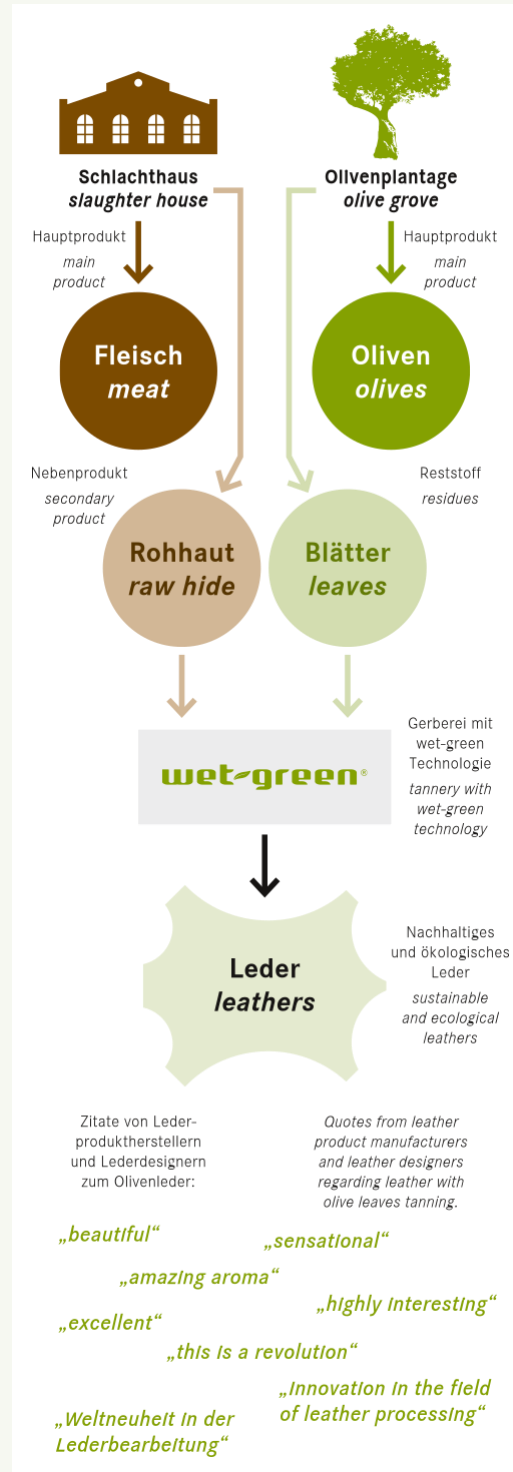 Schlachthaus
slaughter house
Olivenplantage
olive grove
Hauptprodukt
main
product
Hauptprodukt
main
product
Fleisch
meat
Oliven
olives
Nebenprodukt
secondary
product
Reststoff
residues
Rohhaut
raw hide
Blätter
leaves
wet-green®
Gerberei mit
wet-green
Technologie
tannery with
wet-green
technology
Leder
leathers
Nachhaltiges
und ökologisches
Leder
sustainable
and ecological
leathers
Zitate von Leder-
produktherstellern
und Lederdesignern
zum Olivenleder:
Quotes from leather
product manufacturers
and leather designers
regarding leather with
olive leaves tanning.
„beautiful“
„sensational“
„amazing aroma“
„highly interesting“
„excellent“
„this is a revolution“
„innovation in the field
of leather processing“
„Weltneuheit in der
Lederbearbeitung“